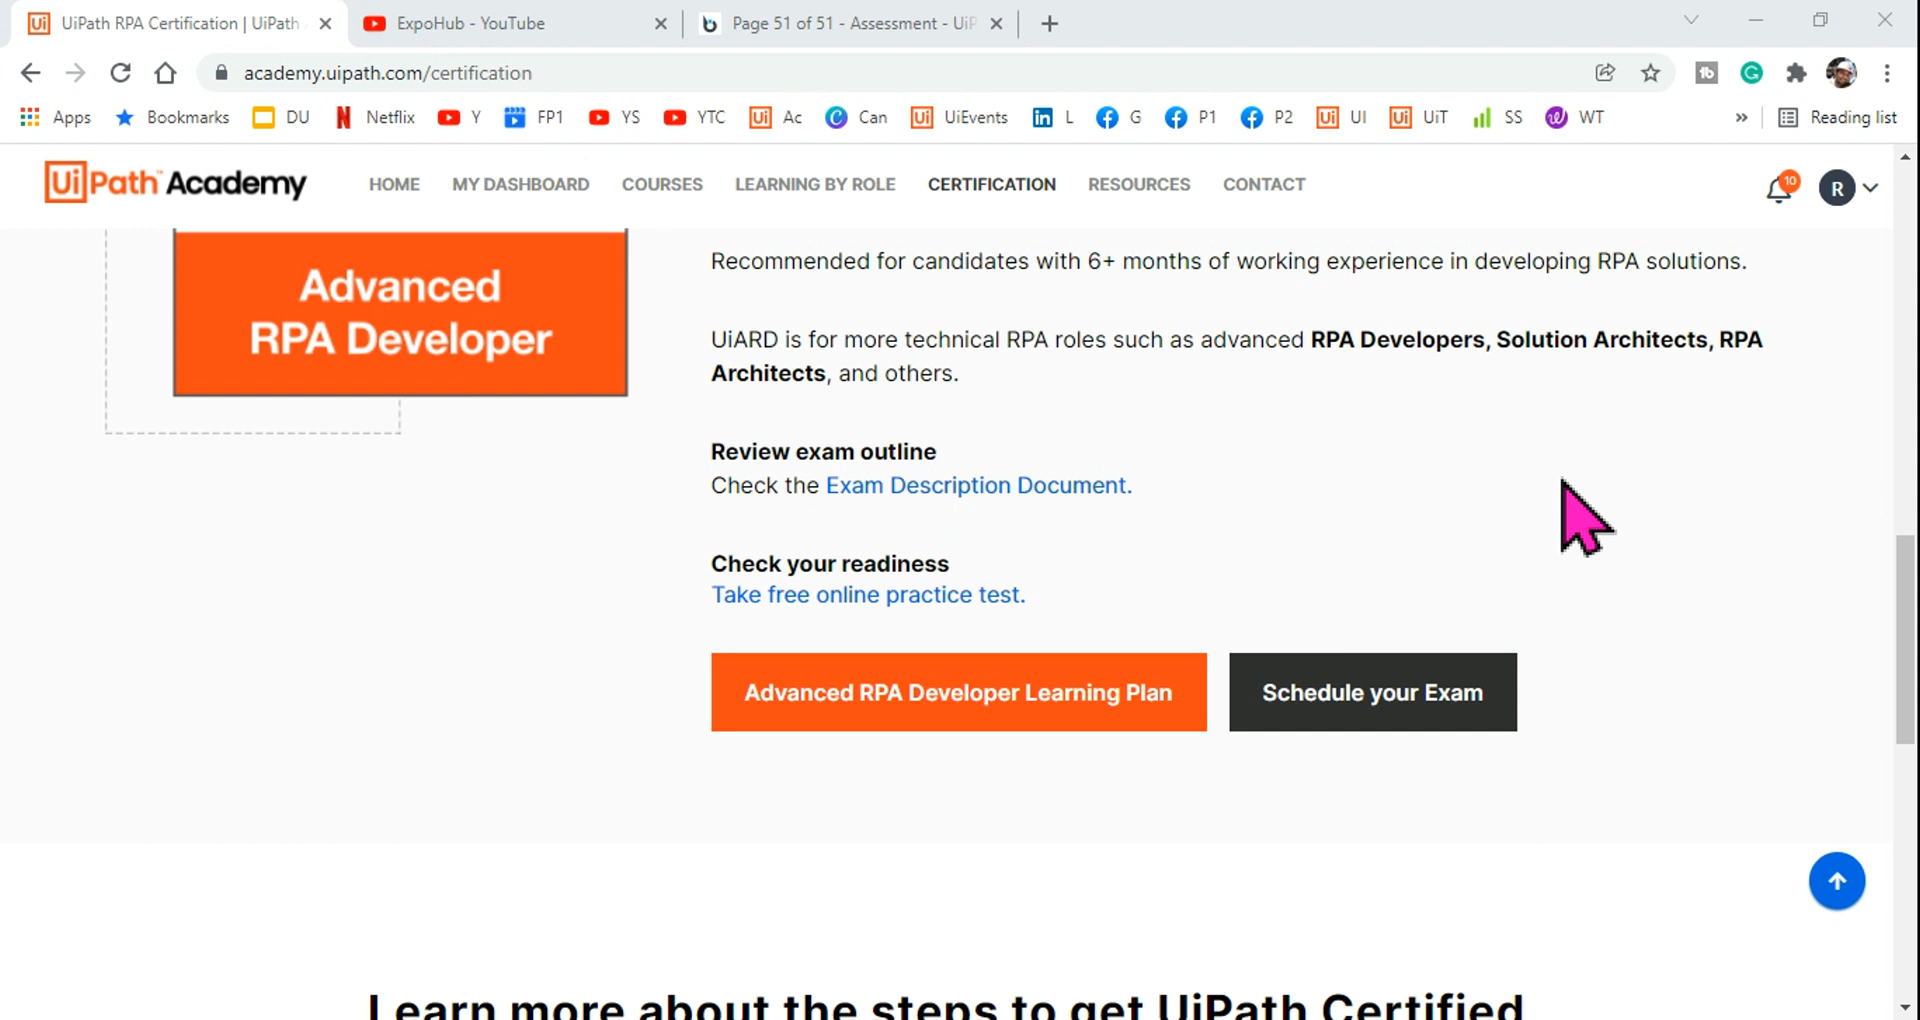 UiPath RPA Certification | UiPath
ExpoHub - YouTube
Page 51 of 51 - Assessment - UiP
academy.uipath.com/certification
Apps
Bookmarks
DU
Netflix
Y
FP1
YS
YTC
Ac
Can
UiEvents
L
G
P1
P2
UI
UiT
SS
WT
»
Reading list
UiPath™ Academy
HOME
MY DASHBOARD
COURSES
LEARNING BY ROLE
CERTIFICATION
RESOURCES
CONTACT
10
R
Advanced
RPA Developer
Recommended for candidates with 6+ months of working experience in developing RPA solutions.
UiARD is for more technical RPA roles such as advanced RPA Developers, Solution Architects, RPA
Architects, and others.
Review exam outline
Check the Exam Description Document.
Check your readiness
Take free online practice test.
Advanced RPA Developer Learning Plan
Schedule your Exam
Learn more about the steps to get UiPath Certified